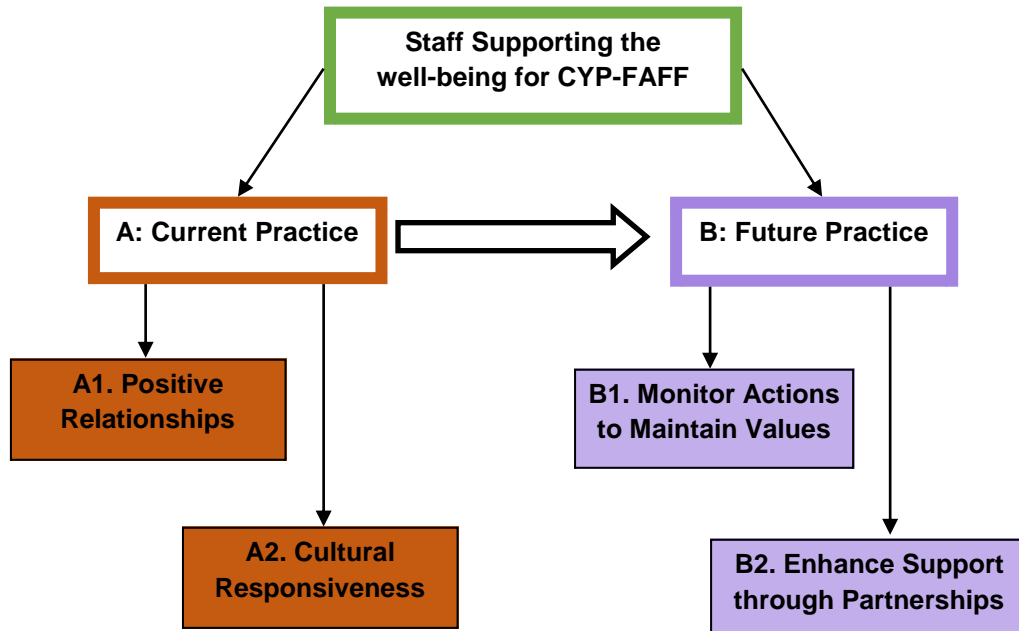 Staff Supporting the
well-being for CYP-FAFF
A: Current Practice
B: Future Practice
A1. Positive
Relationships
B1. Monitor Actions
to Maintain Values
A2. Cultural
Responsiveness
B2. Enhance Support
through Partnerships